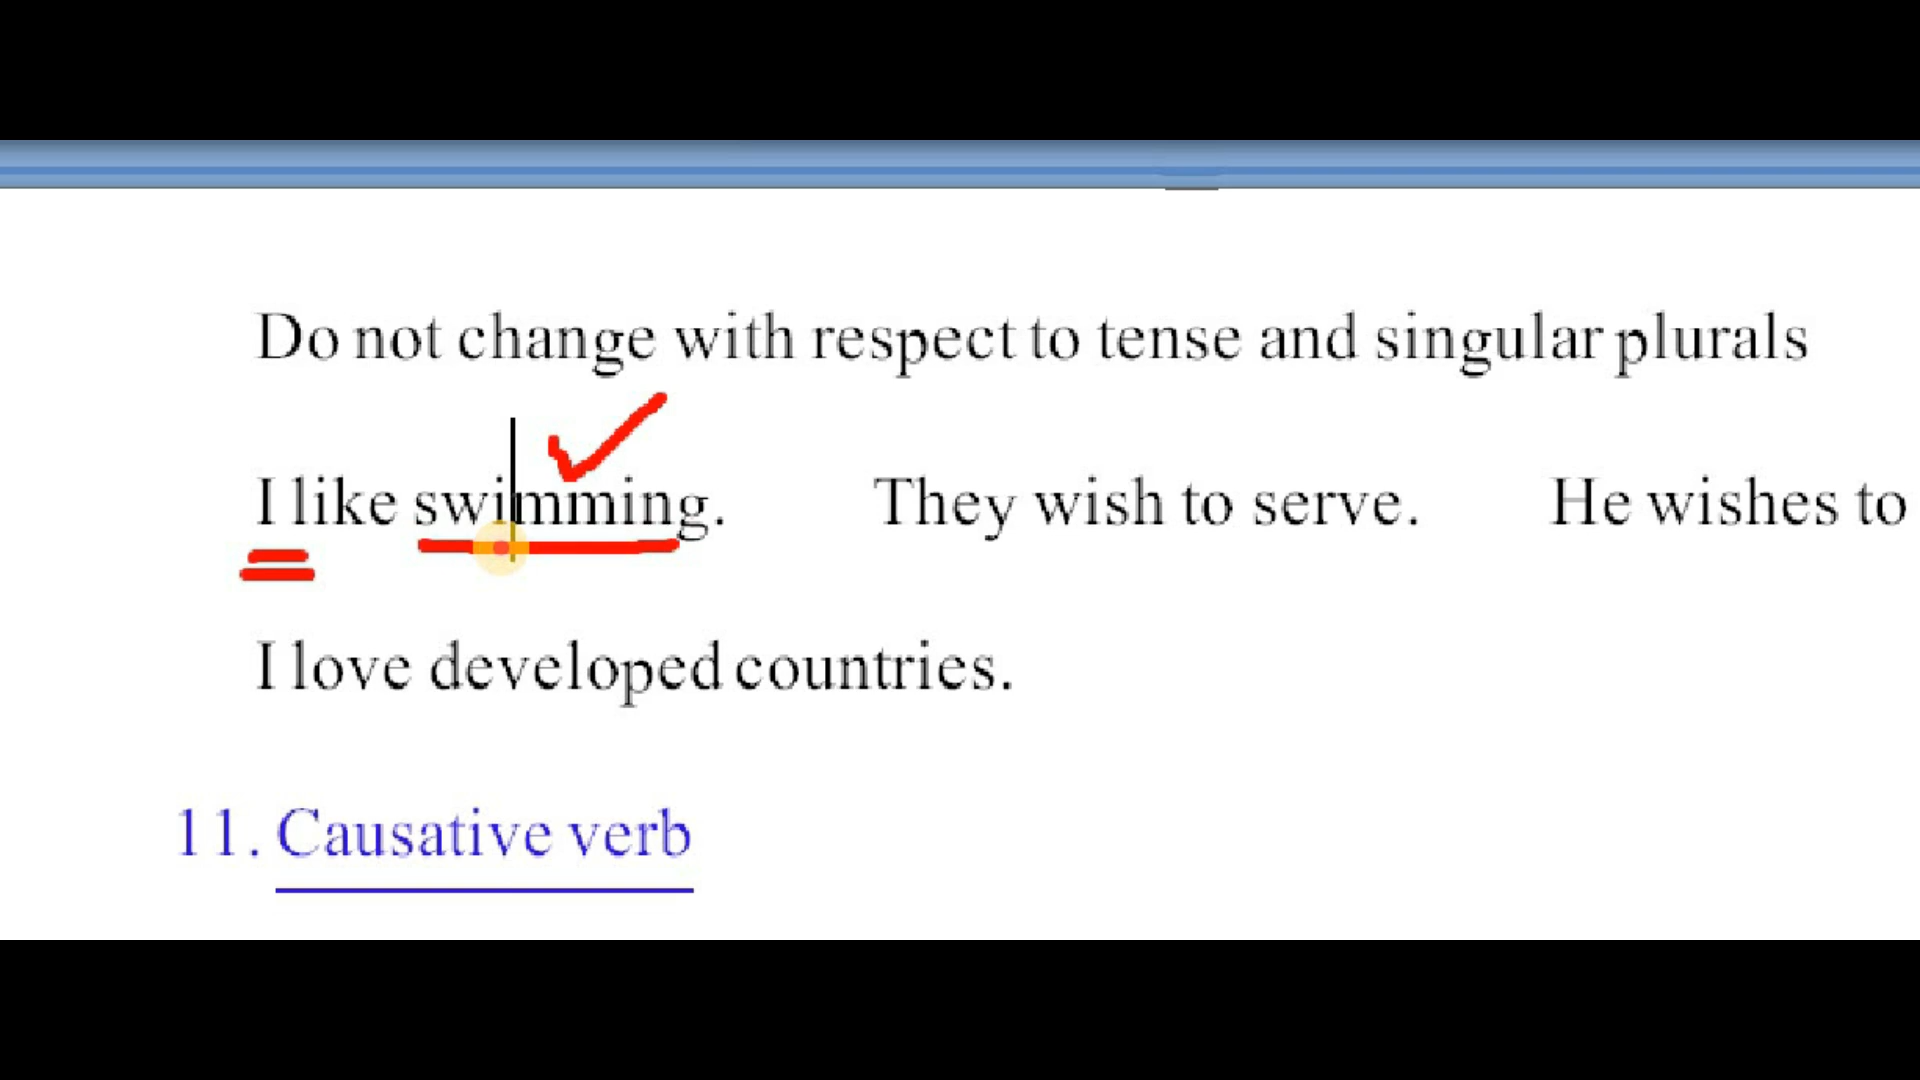 Do not change with respect to tense and singular plurals
I like swimming. They wish to serve. He wishes to
I love developed countries.
11. Causative verb